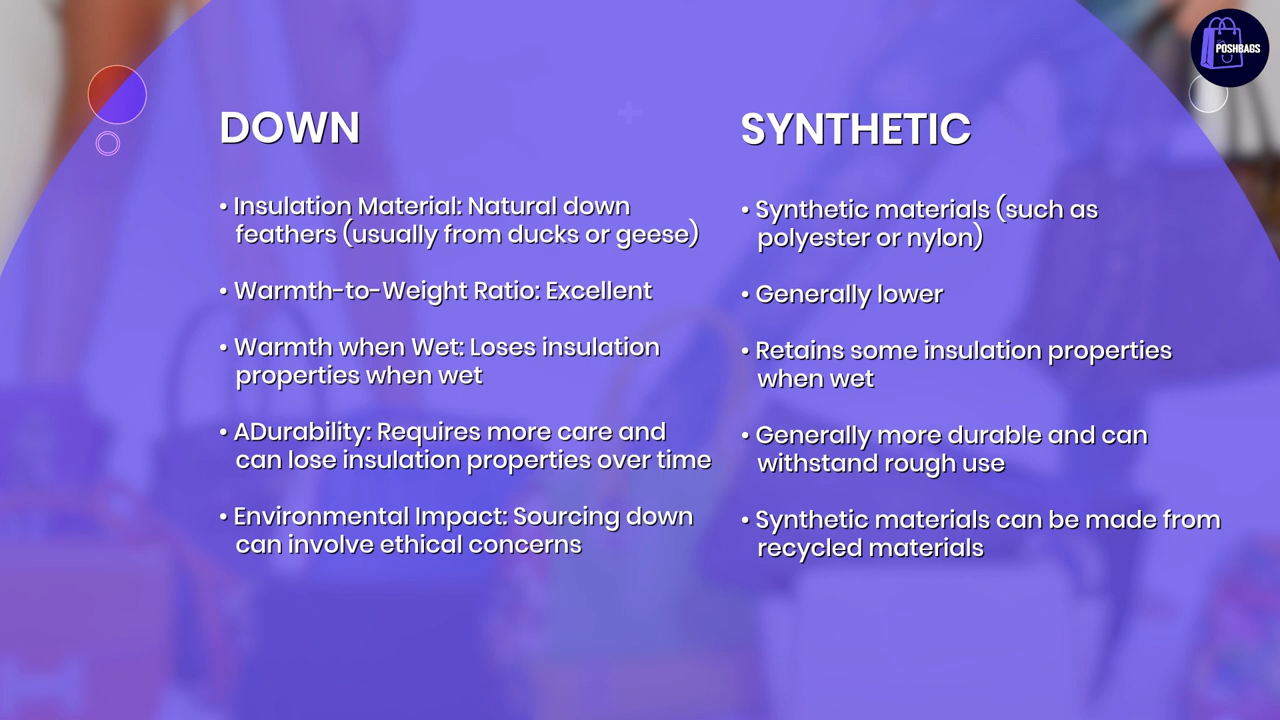 POSHBAGS
DOWN
• Insulation Material: Natural down
feathers (usually from ducks or geese)
• Warmth-to-Weight Ratio: Excellent
• Warmth when Wet: Loses insulation
properties when wet
• ADurability: Requires more care and
can lose insulation properties over time
• Environmental Impact: Sourcing down
can involve ethical concerns
SYNTHETIC
• Synthetic materials (such as
polyester or nylon)
• Generally lower
• Retains some insulation properties
when wet
• Generally more durable and can
withstand rough use
• Synthetic materials can be made from
recycled materials